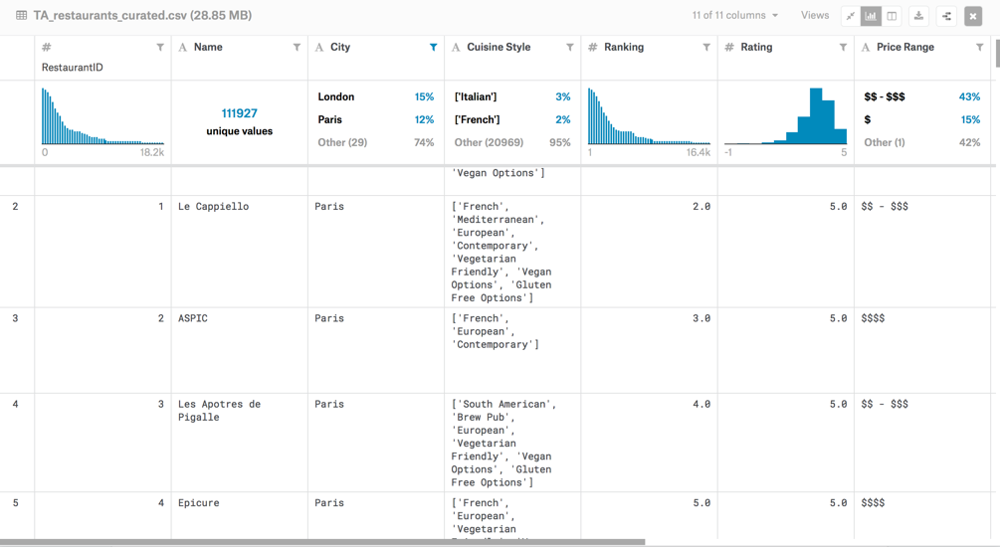 TA_restaurants_curated.csv (28.85 MB)
11 of 11 columns
Views
#
RestaurantID
A Name
A City
A Cuisine Style
# Ranking
# Rating
A Price Range
0 18.2k
111927
unique values
London 15%
Paris 12%
Other (29) 74%
['Italian'] 3%
['French'] 2%
Other (20969) 95%
1 16.4k
-1 5
$$ - $$$ 43%
$ 15%
Other (1) 42%
'Vegan Options']
2
1
Le Cappiello
Paris
['French',
'Mediterranean',
'European',
'Contemporary',
'Vegetarian
Friendly', 'Vegan
Options', 'Gluten
Free Options']
2.0
5.0
$$ - $$$
3
2
ASPIC
Paris
['French',
'European',
'Contemporary']
3.0
5.0
$$$$
4
3
Les Apotres de
Pigalle
Paris
['South American',
'Brew Pub',
'European',
'Vegetarian
Friendly', 'Vegan
Options', 'Gluten
Free Options']
4.0
5.0
$$ - $$$
5
4
Epicure
Paris
['French',
'European',
'Vegetarian
5.0
5.0
$$$$